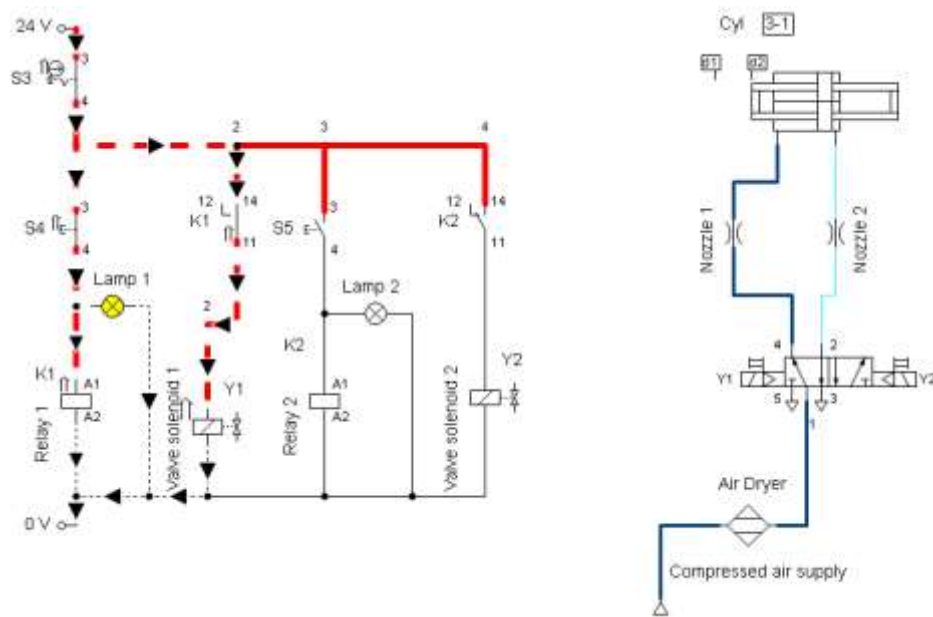 24 V
3
S3
4
2
3
4
3
S4
4
12
14
K1
11
3
S5
4
12
14
K2
11
Lamp 1
2
Lamp 2
K1
A1
A2
Relay 1
Valve solenoid 1
Y1
K2
A1
A2
Relay 2
Valve solenoid 2
Y2
0 V
Cyl 3-1
Nozzle 1
Nozzle 2
4
2
Y1
Y2
5
3
1
Air Dryer
Compressed air supply